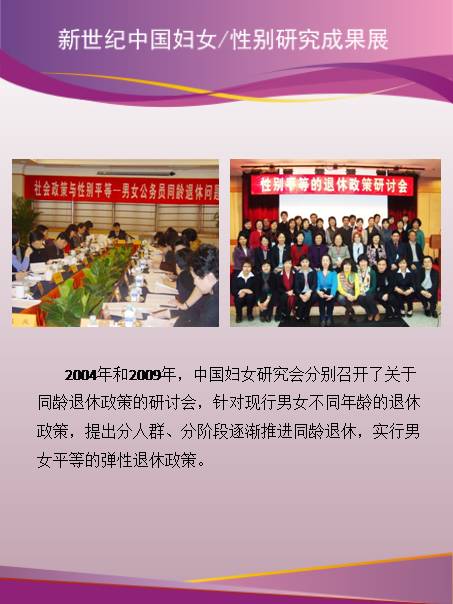 新世纪中国妇女/性别研究成果展
社会政策与性别平等—男女公务员同龄退休问题
性别平等的退休政策研讨会
2004年和2009年，中国妇女研究会分别召开了关于
同龄退休政策的研讨会，针对现行男女不同年龄的退休
政策，提出分人群、分阶段逐渐推进同龄退休，实行男
女平等的弹性退休政策。